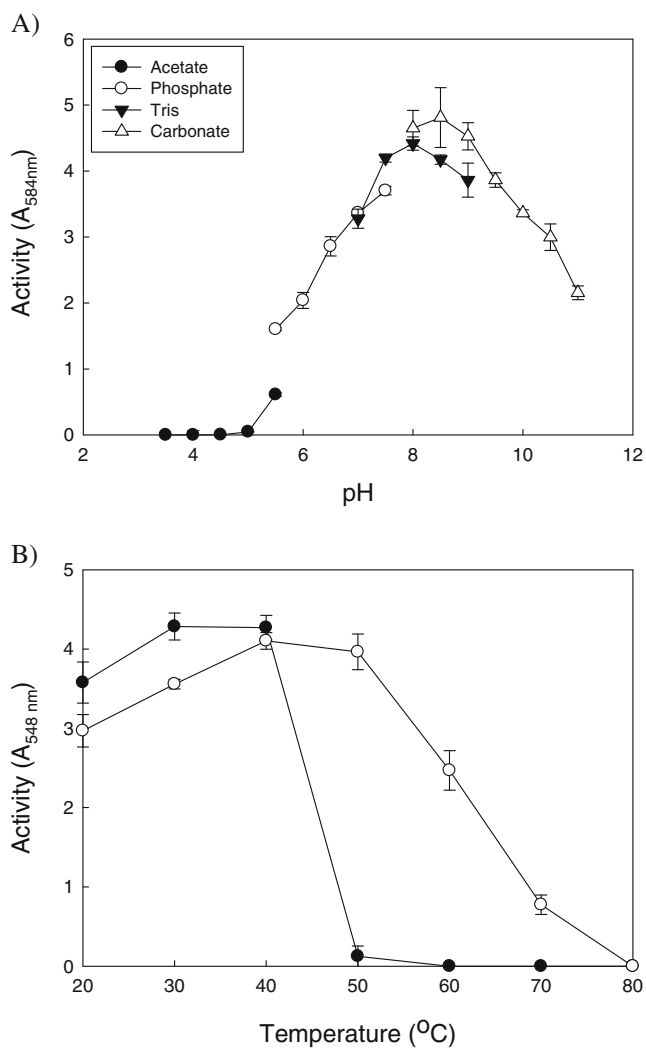 A)
6
5
4
3
2
1
0
Activity (A584nm)
Acetate
Phosphate
Tris
Carbonate
2 4 6 8 10 12
pH
B)
5
4
3
2
1
0
Activity (A548 nm)
20 30 40 50 60 70 80
Temperature (OC)